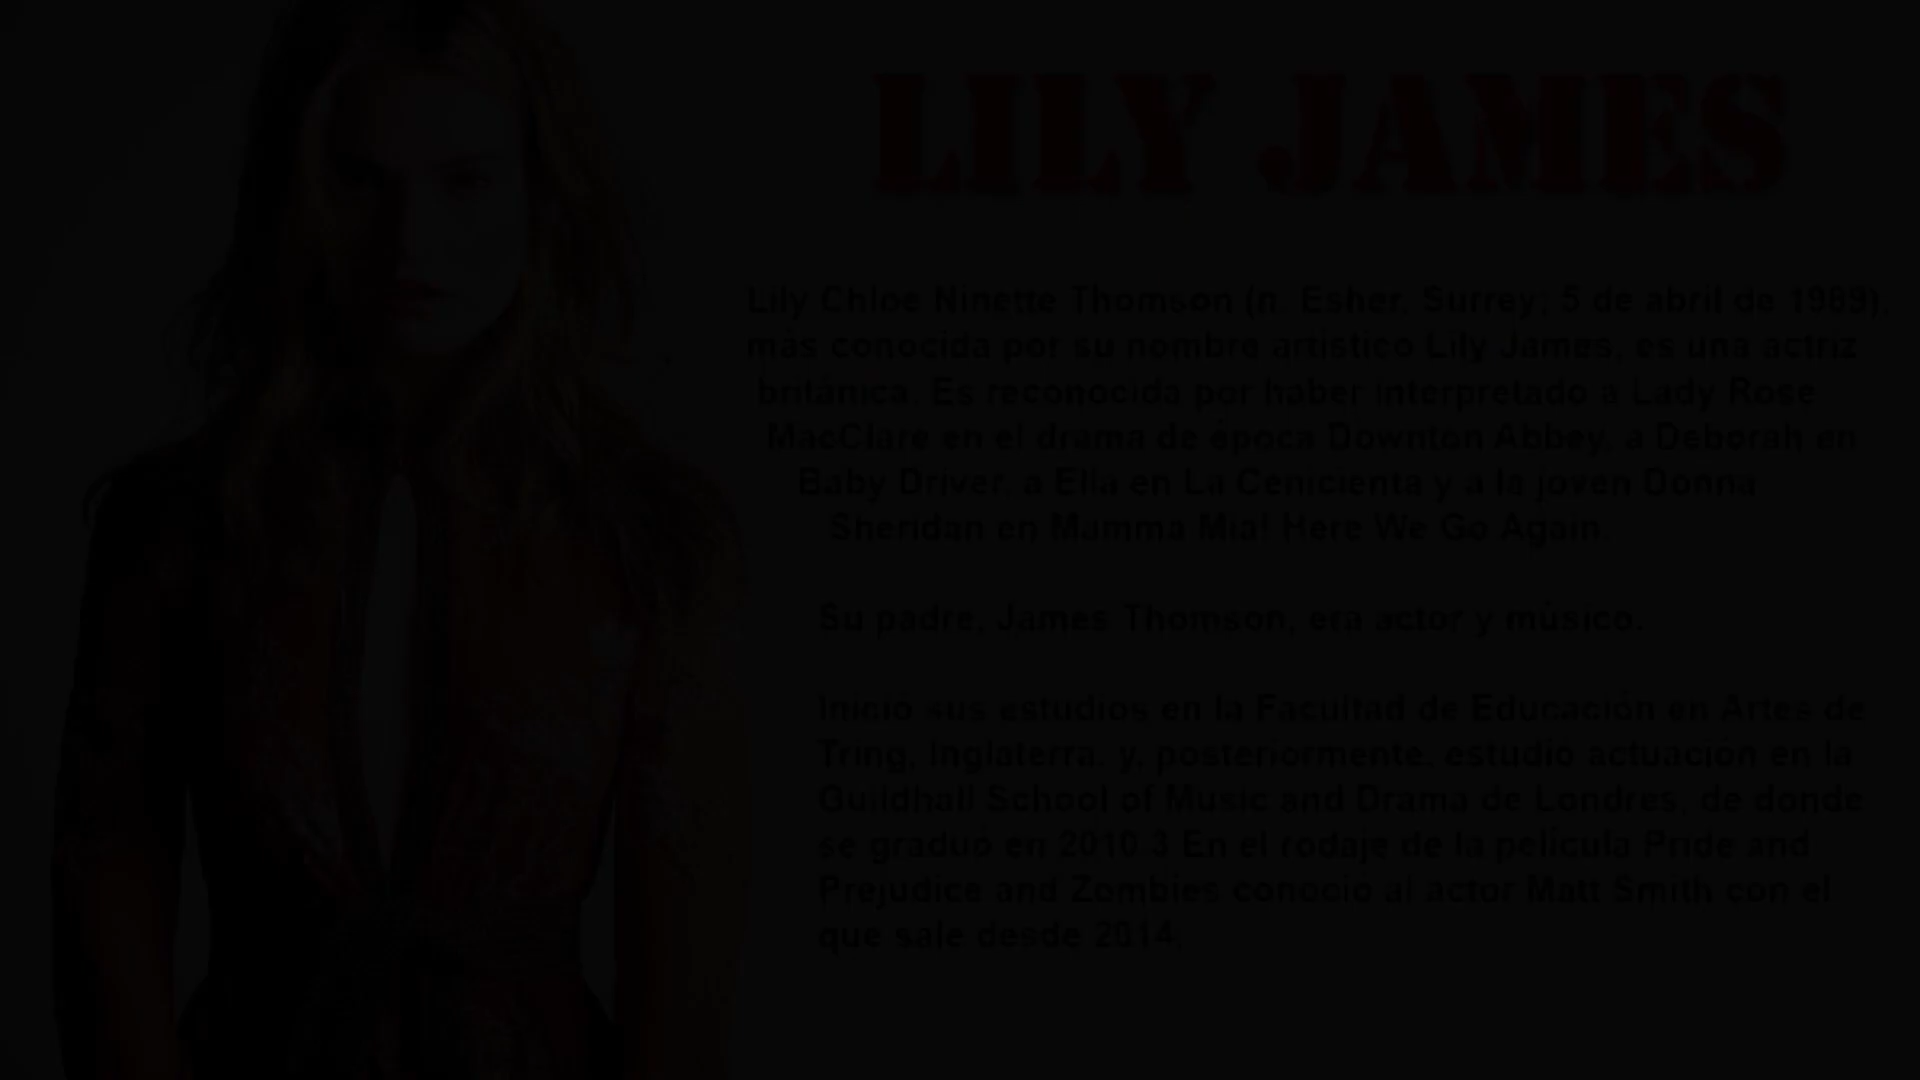 LILY JAMES
Lily Chloe Ninette Thomson (n. Esher, Surrey; 5 de abril de 1989),
más conocida por su nombre artístico Lily James, es una actriz
británica. Es reconocida por haber interpretado a Lady Rose
MacClare en el drama de época Downton Abbey, a Deborah en
Baby Driver, a Ella en La Cenicienta y a la joven Donna
Sheridan en Mamma Mia! Here We Go Again.
Su padre, James Thomson, era actor y músico.
Inició sus estudios en la Facultad de Educación en Artes de
Tring, Inglaterra, y, posteriormente, estudió actuación en la
Guildhall School of Music and Drama de Londres, de donde
se graduó en 2010.3 En el rodaje de la película Pride and
Prejudice and Zombies conoció al actor Matt Smith con el
que sale desde 2014.